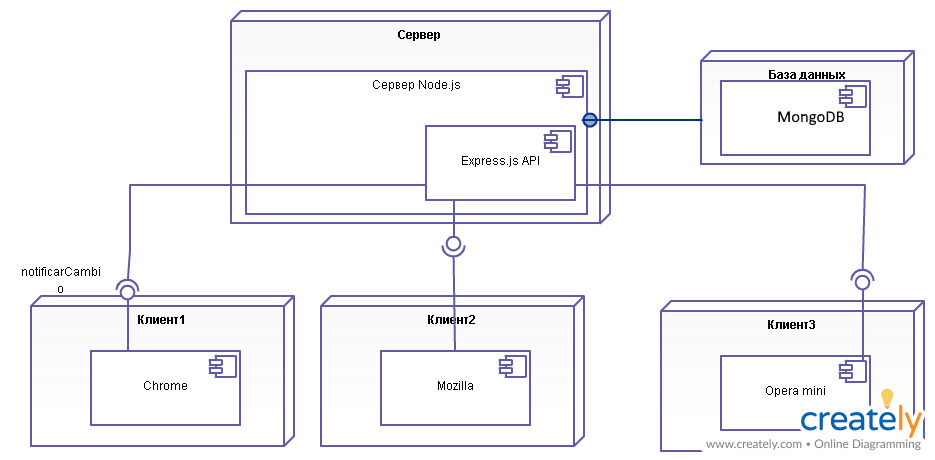 Сервер
Сервер Node.js
База данных
MongoDB
Express.js API
notificarCambi
o
Клиент1
Клиент2
Клиент3
Chrome
Mozilla
Opera mini
creately
www.creately.com • Online Diagramming